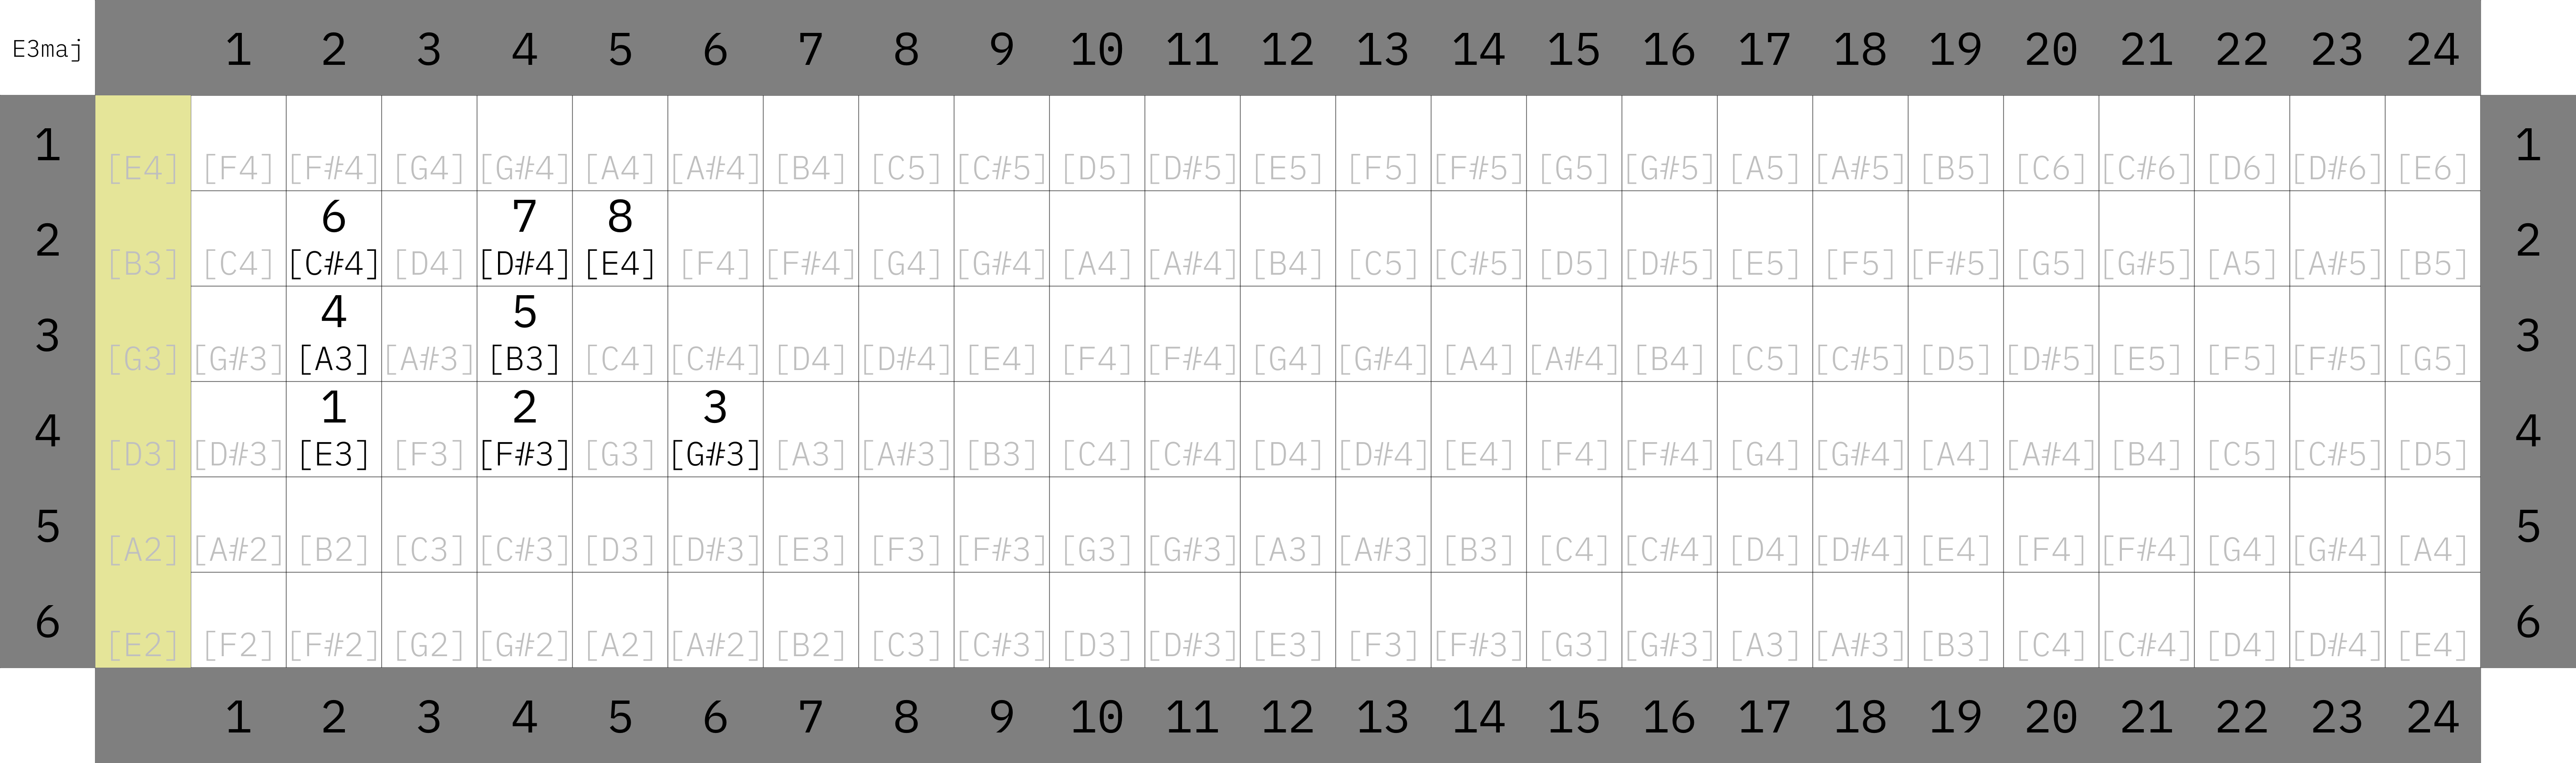 E3maj 1 2 3 4 5 6 7 8 9 10 11 12 13 14 15 16 17 18 19 20 21 22 23 24
1 [E4] [F4] [F#4] [G4] [G#4] [A4] [A#4] [B4] [C5] [C#5] [D5] [D#5] [E5] [F5] [F#5] [G5] [G#5] [A5] [A#5] [B5] [C6] [C#6] [D6] [D#6] [E6] 1
6 7 8
2 [B3] [C4] [C#4] [D4] [D#4] [E4] [F4] [F#4] [G4] [G#4] [A4] [A#4] [B4] [C5] [C#5] [D5] [D#5] [E5] [F5] [F#5] [G5] [G#5] [A5] [A#5] [B5] 2
4 5
3 [G3] [G#3] [A3] [A#3] [B3] [C4] [C#4] [D4] [D#4] [E4] [F4] [F#4] [G4] [G#4] [A4] [A#4] [B4] [C5] [C#5] [D5] [D#5] [E5] [F5] [F#5] [G5] 3
1 2 3
4 [D3] [D#3] [E3] [F3] [F#3] [G3] [G#3] [A3] [A#3] [B3] [C4] [C#4] [D4] [D#4] [E4] [F4] [F#4] [G4] [G#4] [A4] [A#4] [B4] [C5] [C#5] [D5] 4
5 [A2] [A#2] [B2] [C3] [C#3] [D3] [D#3] [E3] [F3] [F#3] [G3] [G#3] [A3] [A#3] [B3] [C4] [C#4] [D4] [D#4] [E4] [F4] [F#4] [G4] [G#4] [A4] 5
6 [E2] [F2] [F#2] [G2] [G#2] [A2] [A#2] [B2] [C3] [C#3] [D3] [D#3] [E3] [F3] [F#3] [G3] [G#3] [A3] [A#3] [B3] [C4] [C#4] [D4] [D#4] [E4] 6
1 2 3 4 5 6 7 8 9 10 11 12 13 14 15 16 17 18 19 20 21 22 23 24